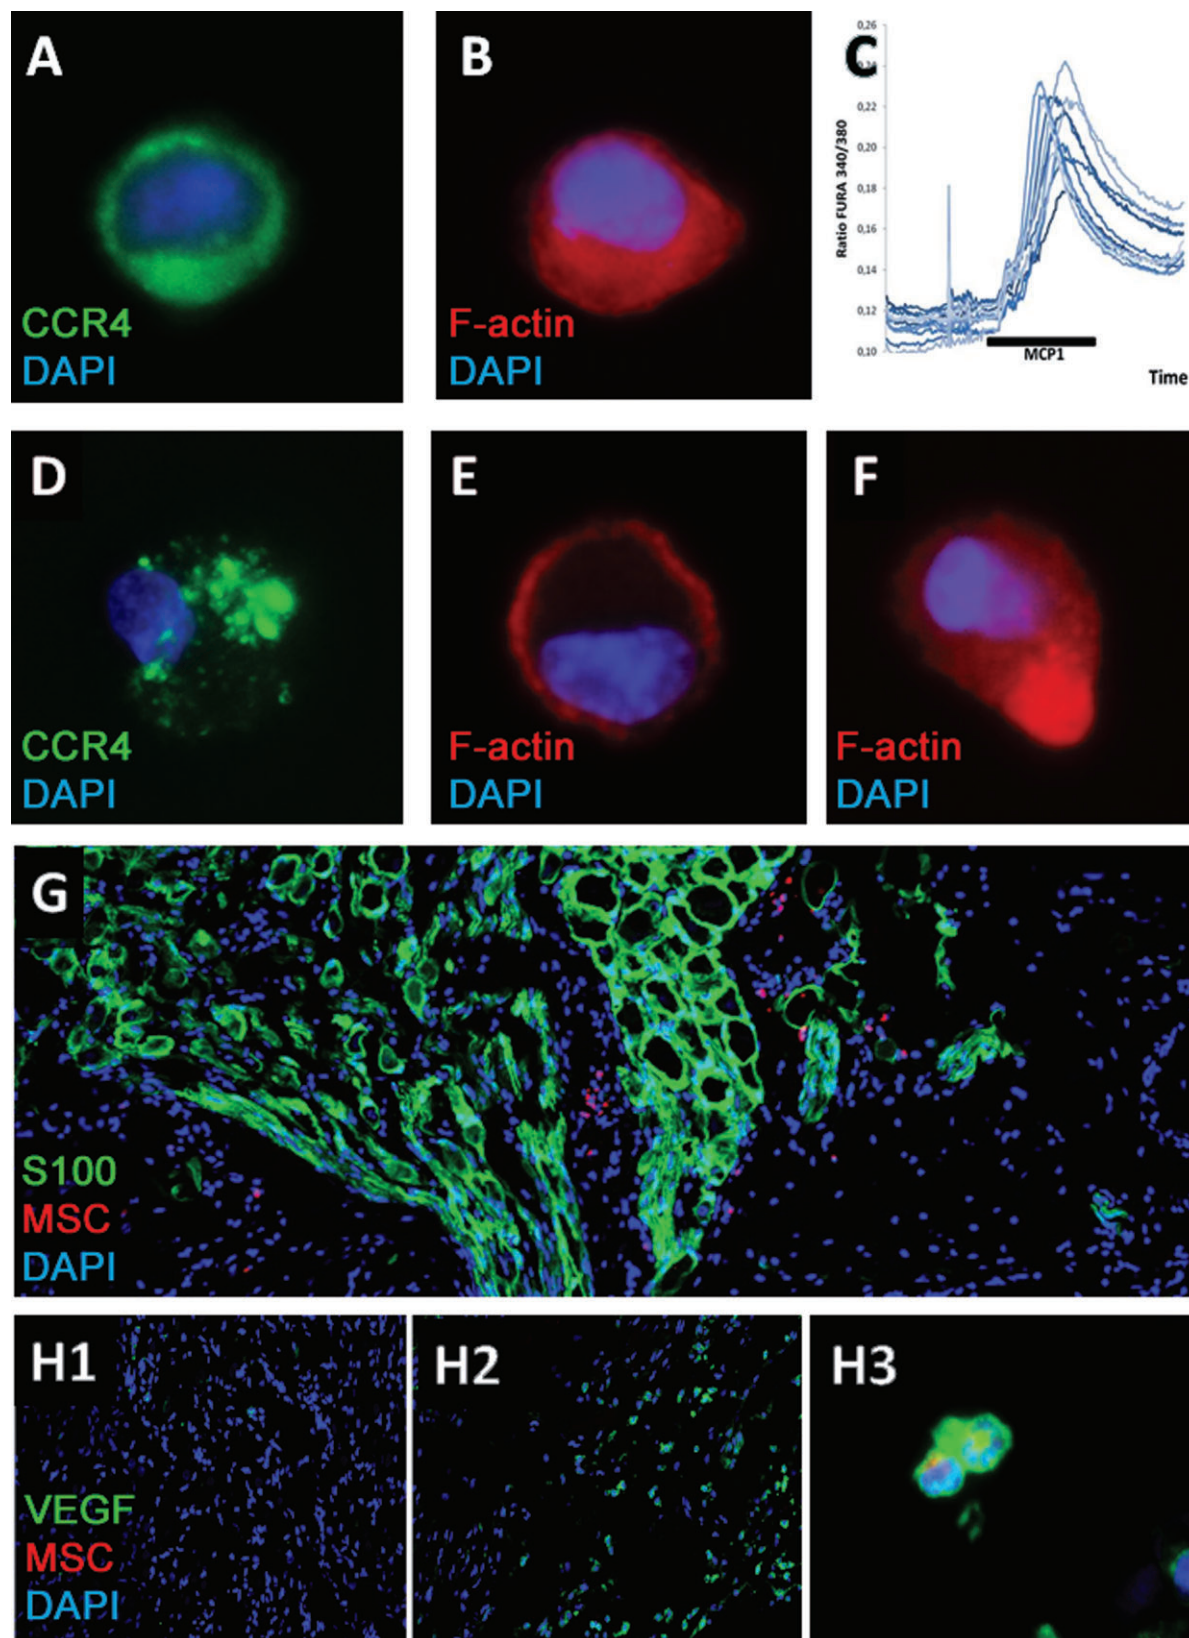 A
CCR4
DAPI
B
F-actin
DAPI
C
Ratio FURA 340/380
0,26
0,24
0,22
0,20
0,18
0,16
0,14
0,12
0,10
MCP1
Time
D
CCR4
DAPI
E
F-actin
DAPI
F
F-actin
DAPI
G
S100
MSC
DAPI
H1
VEGF
MSC
DAPI
H2
H3